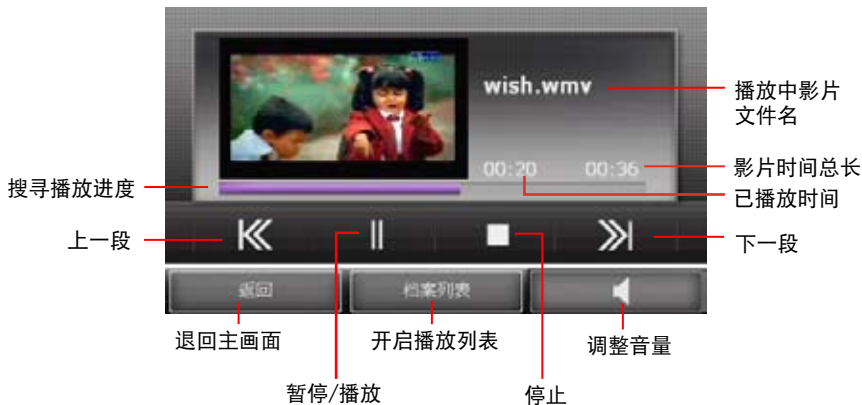 wish.wmv
播放中影片
文件名
00:20
00:36
影片时间总长
已播放时间
搜寻播放进度
上一段
下一段
返回
档案列表
退回主画面
开启播放列表
调整音量
暂停/播放
停止